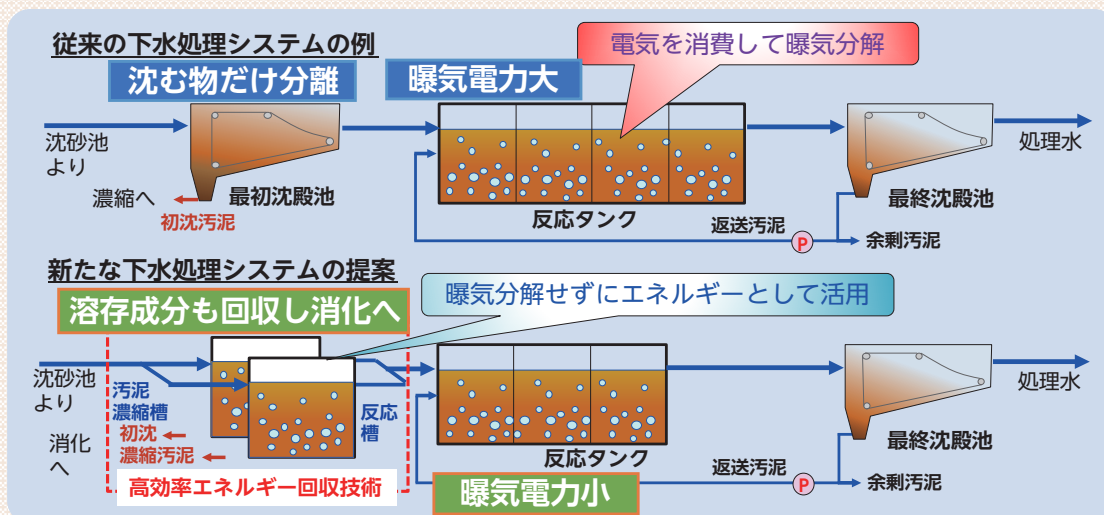 従来の下水処理システムの例
電気を消費して曝気分解
沈む物だけ分離
曝気電力大
沈砂池
より
処理水
濃縮へ
最初沈殿池
初沈汚泥
反応タンク
最終沈殿池
返送汚泥
P
余剰汚泥
新たな下水処理システムの提案
曝気分解せずにエネルギーとして活用
溶存成分も回収し消化へ
沈砂池
より
汚泥
濃縮槽
反応
槽
処理水
初沈
濃縮汚泥
消化
へ
反応タンク
最終沈殿池
返送汚泥
P
余剰汚泥
高効率エネルギー回収技術
曝気電力小